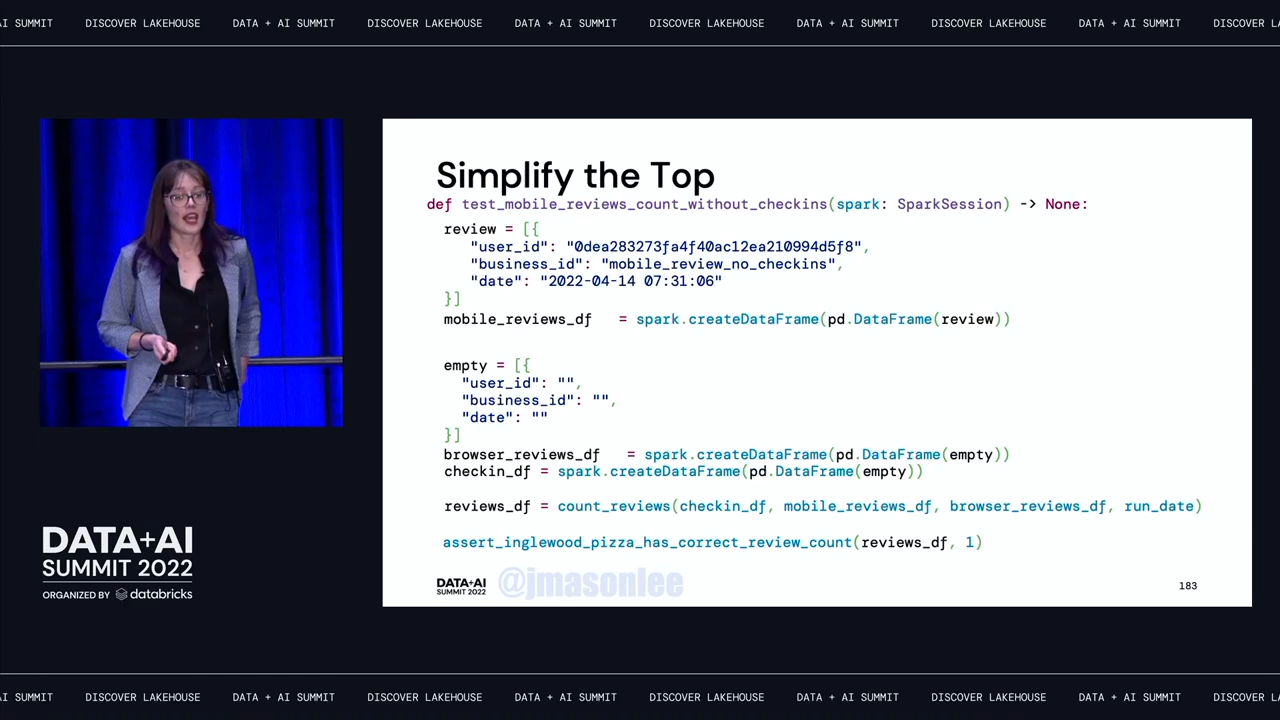 AI SUMMIT DISCOVER LAKEHOUSE DATA + AI SUMMIT DISCOVER LAKEHOUSE DATA + AI SUMMIT DISCOVER LAKEHOUSE DATA + AI SUMMIT DISCOVER LAKEHOUSE DATA + AI SUMMIT DISCOVER LA
Simplify the Top
def test_mobile_reviews_count_without_checkins(spark: SparkSession) -> None:
review = [{
"user_id": "0dea283273fa4f40ac12ea210994d5f8",
"business_id": "mobile_review_no_checkins",
"date": "2022-04-14 07:31:06"
}]
mobile_reviews_df = spark.createDataFrame(pd.DataFrame(review))
empty = [{
"user_id": "",
"business_id": "",
"date": ""
}]
browser_reviews_df = spark.createDataFrame(pd.DataFrame(empty))
checkin_df = spark.createDataFrame(pd.DataFrame(empty))
reviews_df = count_reviews(checkin_df, mobile_reviews_df, browser_reviews_df, run_date)
assert_inglewood_pizza_has_correct_review_count(reviews_df, 1)
DATA+AI
SUMMIT 2022
@jmasonlee
183
DATA+AI
SUMMIT 2022
ORGANIZED BY databricks
AI SUMMIT DISCOVER LAKEHOUSE DATA + AI SUMMIT DISCOVER LAKEHOUSE DATA + AI SUMMIT DISCOVER LAKEHOUSE DATA + AI SUMMIT DISCOVER LAKEHOUSE DATA + AI SUMMIT DISCOVER LA